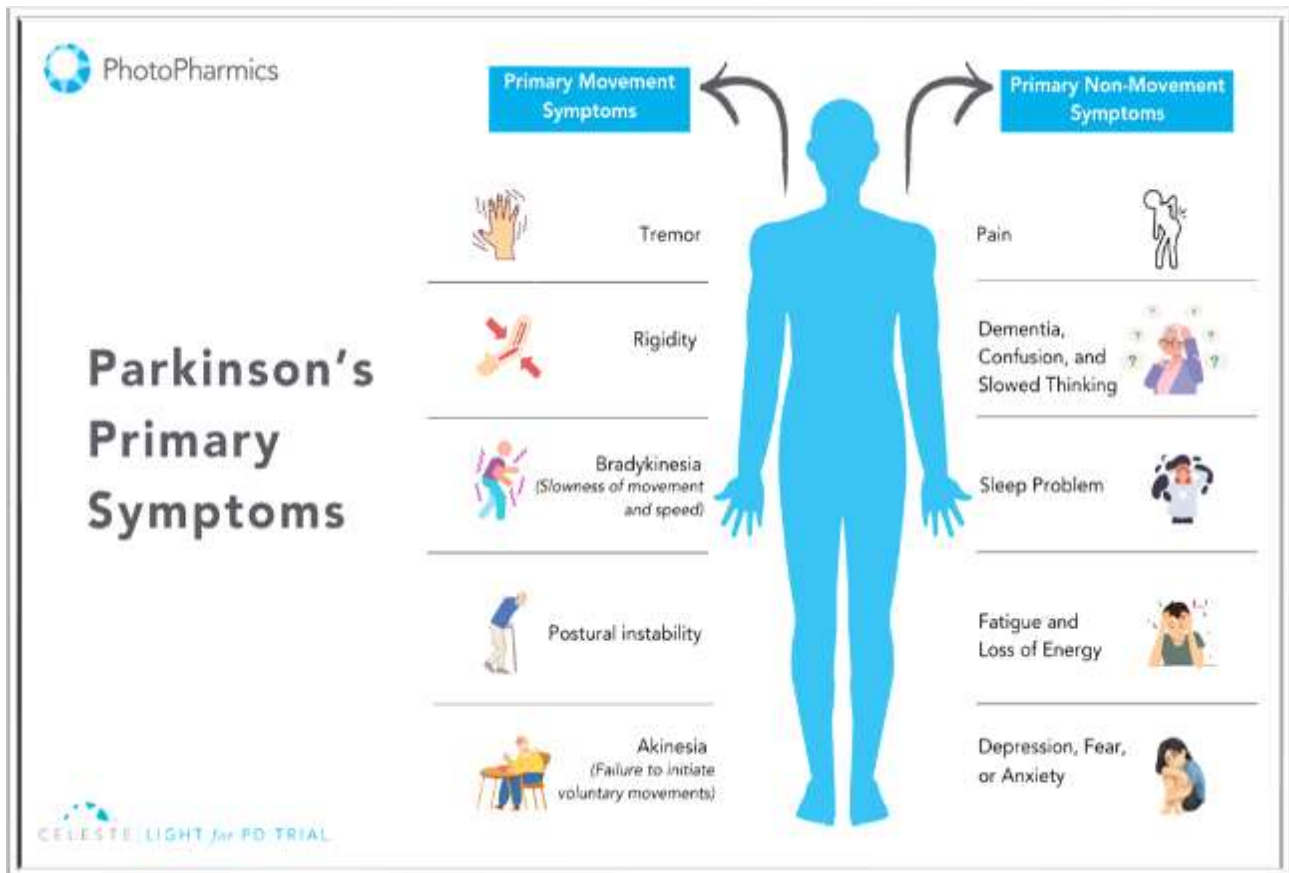 PhotoPharmics
Parkinson's
Primary
Symptoms
Primary Movement
Symptoms
Tremor
Rigidity
Bradykinesia
(Slowness of movement
and speed)
Postural instability
Akinesia
(Failure to initiate
voluntary movements)
Primary Non-Movement
Symptoms
Pain
Dementia,
Confusion, and
Slowed Thinking
? ? ? ? ?
Sleep Problem
Fatigue and
Loss of Energy
Depression, Fear,
or Anxiety
CELESTE | LIGHT for PD TRIAL